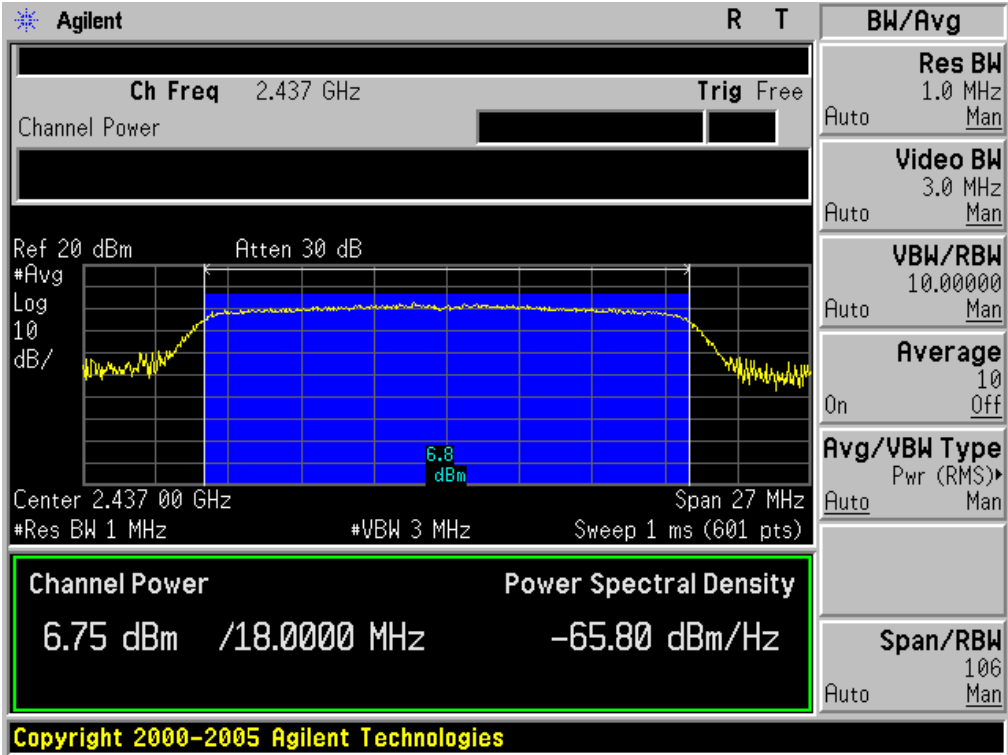 Agilent R T
Ch Freq 2.437 GHz Trig Free
Channel Power
Ref 20 dBm Atten 30 dB
#Avg
Log
10
dB/
6.8
dBm
Center 2.437 00 GHz Span 27 MHz
#Res BW 1 MHz #VBW 3 MHz Sweep 1 ms (601 pts)
Channel Power Power Spectral Density
6.75 dBm /18.0000 MHz -65.80 dBm/Hz
BW/Avg
Res BW
1.0 MHz
Auto Man
Video BW
3.0 MHz
Auto Man
VBW/RBW
10.00000
Auto Man
Average
10
On Off
Avg/VBW Type
Pwr (RMS)▸
Auto Man
Span/RBW
106
Auto Man
Copyright 2000-2005 Agilent Technologies